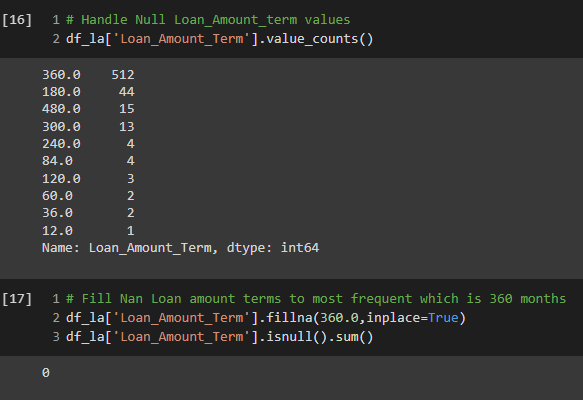 [16] 1 # Handle Null Loan_Amount_term values
2 df_la['Loan_Amount_Term'].value_counts()
360.0 512
180.0 44
480.0 15
300.0 13
240.0 4
84.0 4
120.0 3
60.0 2
36.0 2
12.0 1
Name: Loan_Amount_Term, dtype: int64
[17] 1 # Fill Nan Loan amount terms to most frequent which is 360 months
2 df_la['Loan_Amount_Term'].fillna(360.0,inplace=True)
3 df_la['Loan_Amount_Term'].isnull().sum()
0